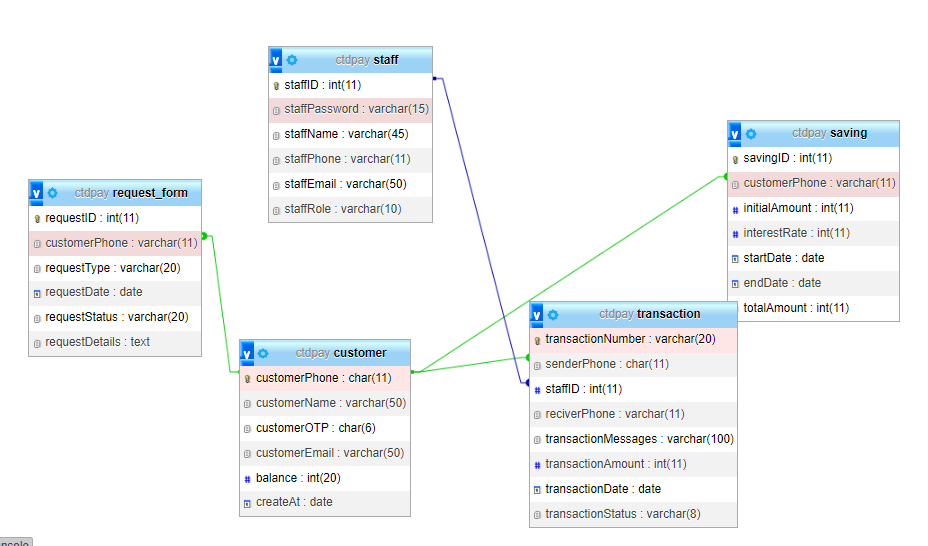 ctdpay staff
staffID : int(11)
staffPassword : varchar(15)
staffName : varchar(45)
staffPhone : varchar(11)
staffEmail : varchar(50)
staffRole : varchar(10)
ctdpay saving
savingID : int(11)
customerPhone : varchar(11)
initialAmount : int(11)
interestRate : int(11)
startDate : date
endDate : date
totalAmount : int(11)
ctdpay request_form
requestID : int(11)
customerPhone : varchar(11)
requestType : varchar(20)
requestDate : date
requestStatus : varchar(20)
requestDetails : text
ctdpay transaction
transactionNumber : varchar(20)
senderPhone : char(11)
staffID : int(11)
reciverPhone : varchar(11)
transactionMessages : varchar(100)
transactionAmount : int(11)
transactionDate : date
transactionStatus : varchar(8)
ctdpay customer
customerPhone : char(11)
customerName : varchar(50)
customerOTP : char(6)
customerEmail : varchar(50)
balance : int(20)
createAt : date